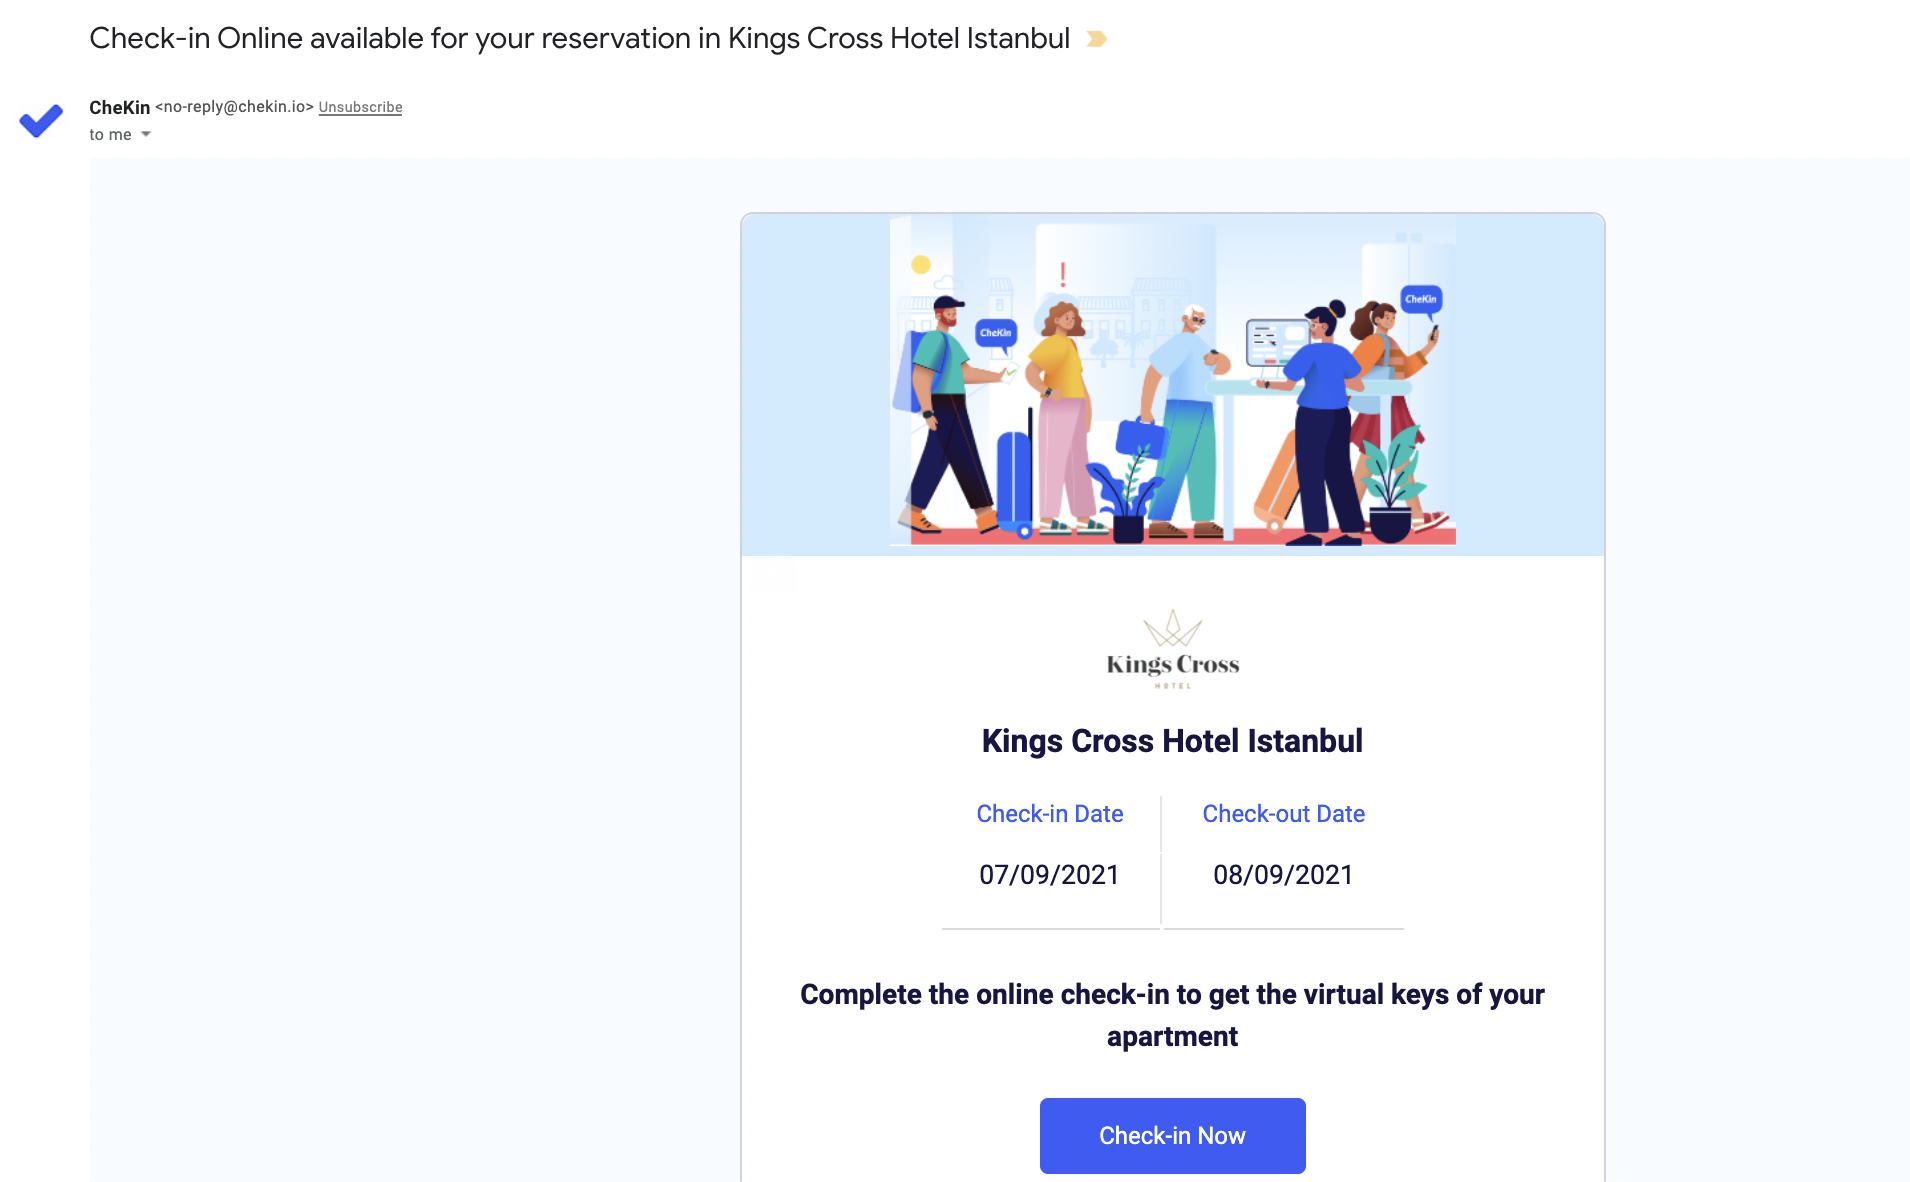 Check-in Online available for your reservation in Kings Cross Hotel Istanbul
CheKin <no-reply@chekin.io> Unsubscribe
to me
CheKin
CheKin
Kings Cross
HOTEL
Kings Cross Hotel Istanbul
Check-in Date Check-out Date
07/09/2021 08/09/2021
Complete the online check-in to get the virtual keys of your
apartment
Check-in Now